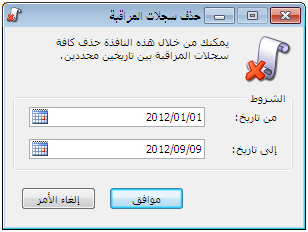 حذف سجلات المراقبة
يمكنك من خلال هذه النافذة حذف كافة
سجلات المراقبة بين تاريخين محددين.
الشروط
من تاريخ: 2012/01/01
إلى تاريخ: 2012/09/09
موافق إلغاء الأمر